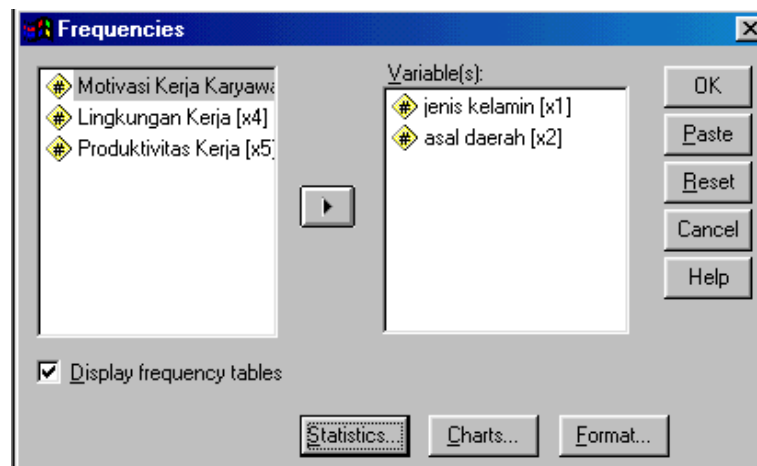 Frequencies
Motivasi Kerja Karyawa
Lingkungan Kerja [x4]
Produktivitas Kerja [x5]
Variable(s):
jenis kelamin [x1]
asal daerah [x2]
OK
Paste
Reset
Cancel
Help
Display frequency tables
Statistics...
Charts...
Format...